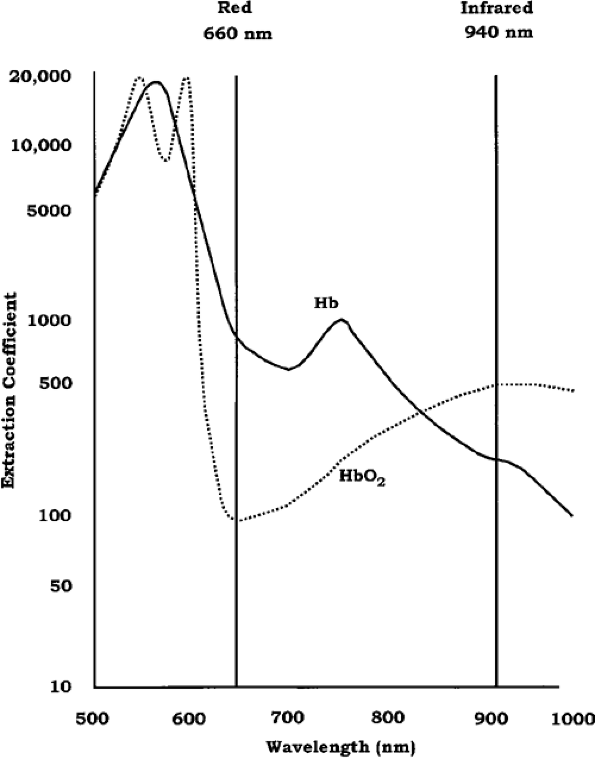 Red
660 nm
Infrared
940 nm
20,000
10,000
5000
1000
500
100
50
10
Extraction Coefficient
Hb
HbO₂
500 600 700 800 900 1000
Wavelength (nm)